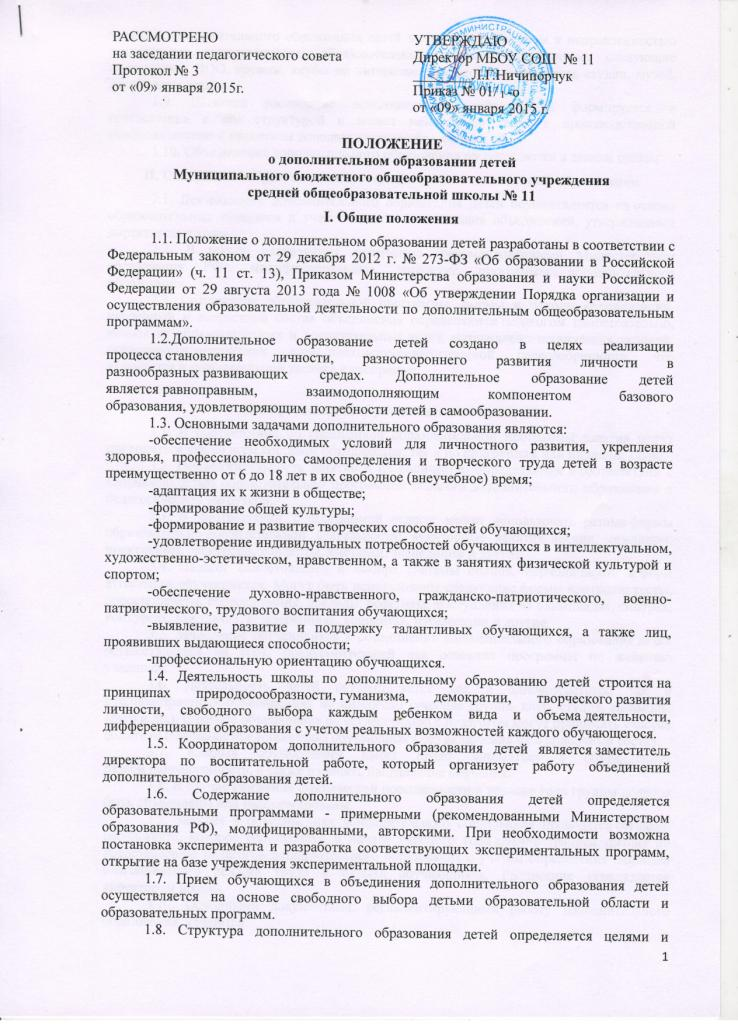 РАССМОТРЕНО
на заседании педагогического совета
Протокол № 3
от «09» января 2015г.
УТВЕРЖДАЮ
Директор МБОУ СОШ № 11
Л.Г.Ничипорчук
Приказ № 017
от «09» января 2015 г.
ПОЛОЖЕНИЕ
о дополнительном образовании детей
Муниципального бюджетного общеобразовательного учреждения
средней общеобразовательной школы № 11
I. Общие положения
1.1. Положение о дополнительном образовании детей разработаны в соответствии с
Федеральным законом от 29 декабря 2012 г. № 273-ФЗ «Об образовании в Российской
Федерации» (ч. 11 ст. 13), Приказом Министерства образования и науки Российской
Федерации от 29 августа 2013 года № 1008 «Об утверждении Порядка организации и
осуществления образовательной деятельности по дополнительным общеобразовательным
программам».
1.2.Дополнительное образование детей создано в целях реализации
процесса становления личности, разностороннего развития личности в
разнообразных развивающих средах. Дополнительное образование детей
является равноправным, взаимодополняющим компонентом базового
образования, удовлетворяющим потребности детей в самообразовании.
1.3. Основными задачами дополнительного образования являются:
-обеспечение необходимых условий для личностного развития, укрепления
здоровья, профессионального самоопределения и творческого труда детей в возрасте
преимущественно от 6 до 18 лет в их свободное (внеучебное) время;
-адаптация их к жизни в обществе;
-формирование общей культуры;
-формирование и развитие творческих способностей обучающихся;
-удовлетворение индивидуальных потребностей обучающихся в интеллектуальном,
художественно-эстетическом, нравственном, а также в занятиях физической культурой и
спортом;
-обеспечение духовно-нравственного, гражданско-патриотического, военно-
патриотического, трудового воспитания обучающихся;
-выявление, развитие и поддержку талантливых обучающихся, а также лиц,
проявивших выдающиеся способности;
-профессиональную ориентацию обучюащихся.
1.4. Деятельность школы по дополнительному образованию детей строится на
принципах природосообразности, гуманизма, демократии, творческого развития
личности, свободного выбора каждым ребенком вида и объема деятельности,
дифференциации образования с учетом реальных возможностей каждого обучающегося.
1.5. Координатором дополнительного образования детей является заместитель
директора по воспитательной работе, который организует работу объединений
дополнительного образования детей.
1.6. Содержание дополнительного образования детей определяется
образовательными программами - примерными (рекомендованными Министерством
образования РФ), модифицированными, авторскими. При необходимости возможна
постановка эксперимента и разработка соответствующих экспериментальных программ,
открытие на базе учреждения экспериментальной площадки.
1.7. Прием обучающихся в объединения дополнительного образования детей
осуществляется на основе свободного выбора детьми образовательной области и
образовательных программ.
1.8. Структура дополнительного образования детей определяется целями и
1